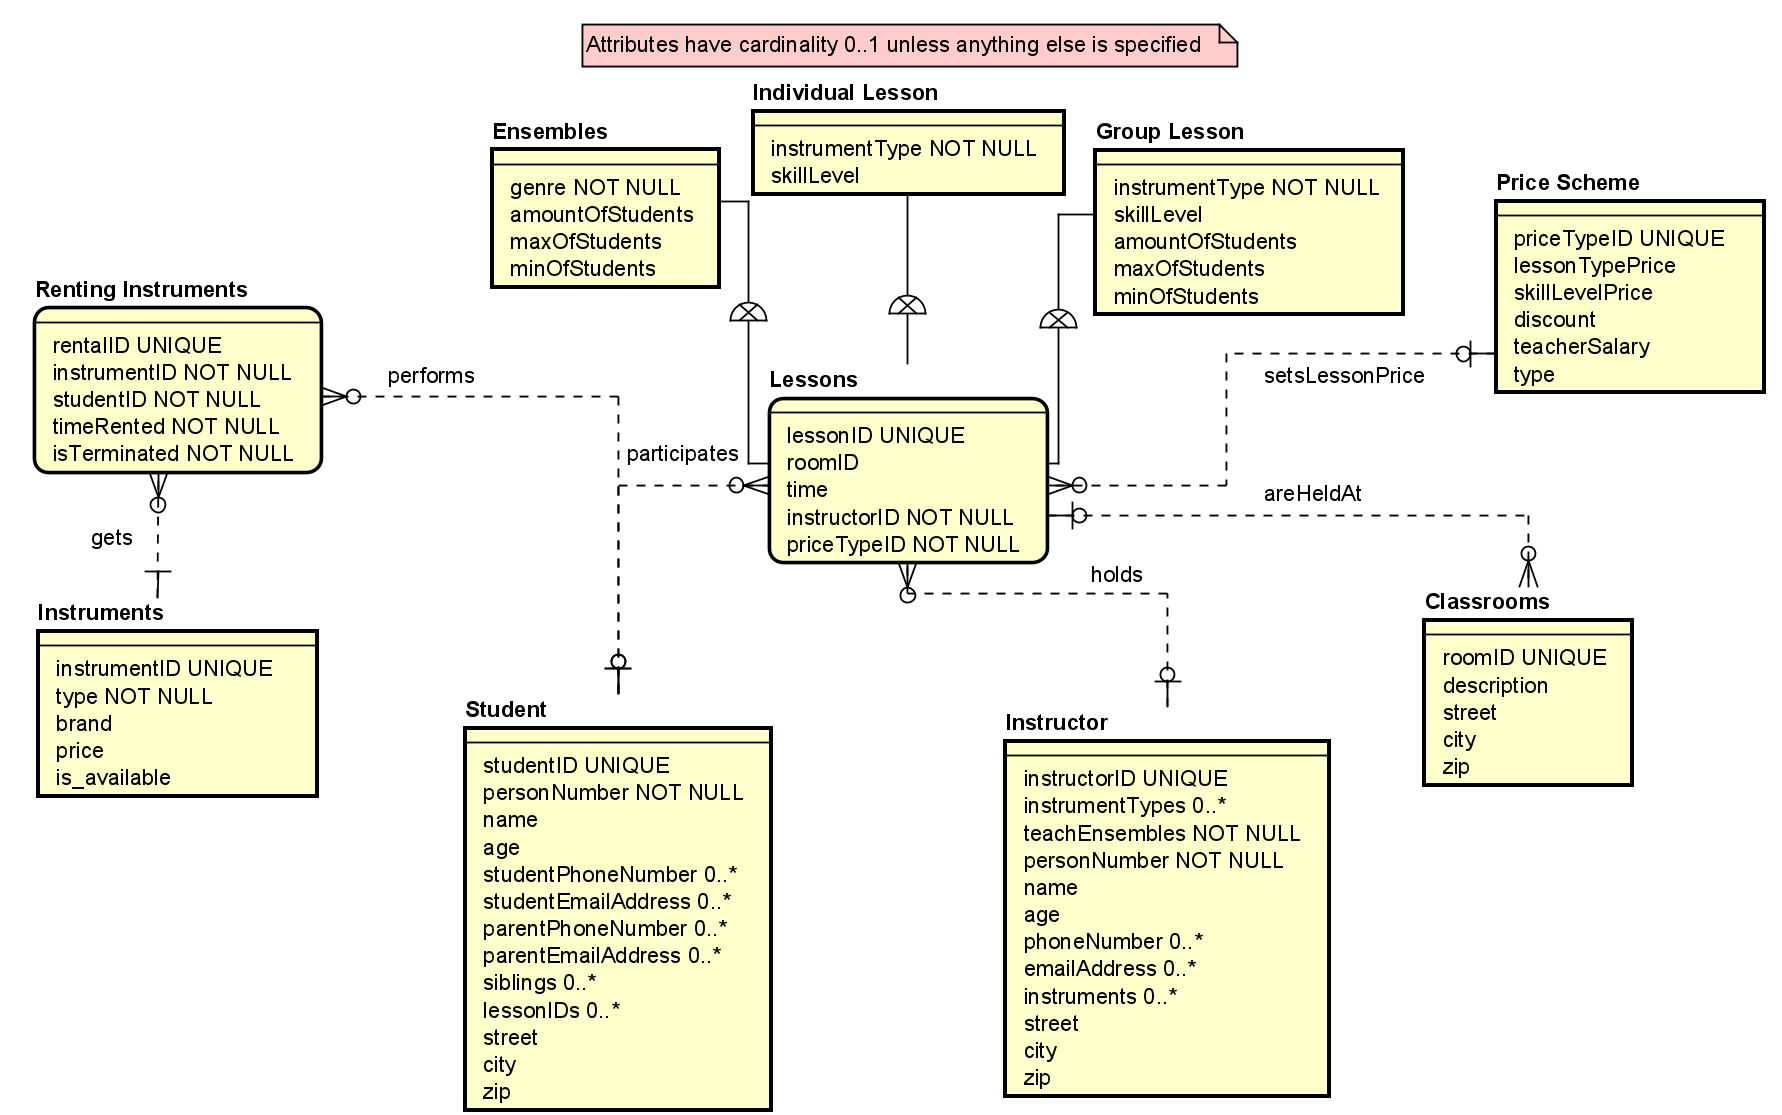 Attributes have cardinality 0..1 unless anything else is specified
Individual Lesson
instrumentType NOT NULL
skillLevel
Ensembles
genre NOT NULL
amountOfStudents
maxOfStudents
minOfStudents
Group Lesson
instrumentType NOT NULL
skillLevel
amountOfStudents
maxOfStudents
minOfStudents
Price Scheme
priceTypeID UNIQUE
lessonTypePrice
skillLevelPrice
discount
teacherSalary
type
Renting Instruments
rentalID UNIQUE
instrumentID NOT NULL
studentID NOT NULL
timeRented NOT NULL
isTerminated NOT NULL
performs
participates
setsLessonPrice
Lessons
lessonID UNIQUE
roomID
time
instructorID NOT NULL
priceTypeID NOT NULL
areHeldAt
gets
holds
Instruments
instrumentID UNIQUE
type NOT NULL
brand
price
is_available
Student
studentID UNIQUE
personNumber NOT NULL
name
age
studentPhoneNumber 0..*
studentEmailAddress 0..*
parentPhoneNumber 0..*
parentEmailAddress 0..*
siblings 0..*
lessonIDs 0..*
street
city
zip
Instructor
instructorID UNIQUE
instrumentTypes 0..*
teachEnsembles NOT NULL
personNumber NOT NULL
name
age
phoneNumber 0..*
emailAddress 0..*
instruments 0..*
street
city
zip
Classrooms
roomID UNIQUE
description
street
city
zip